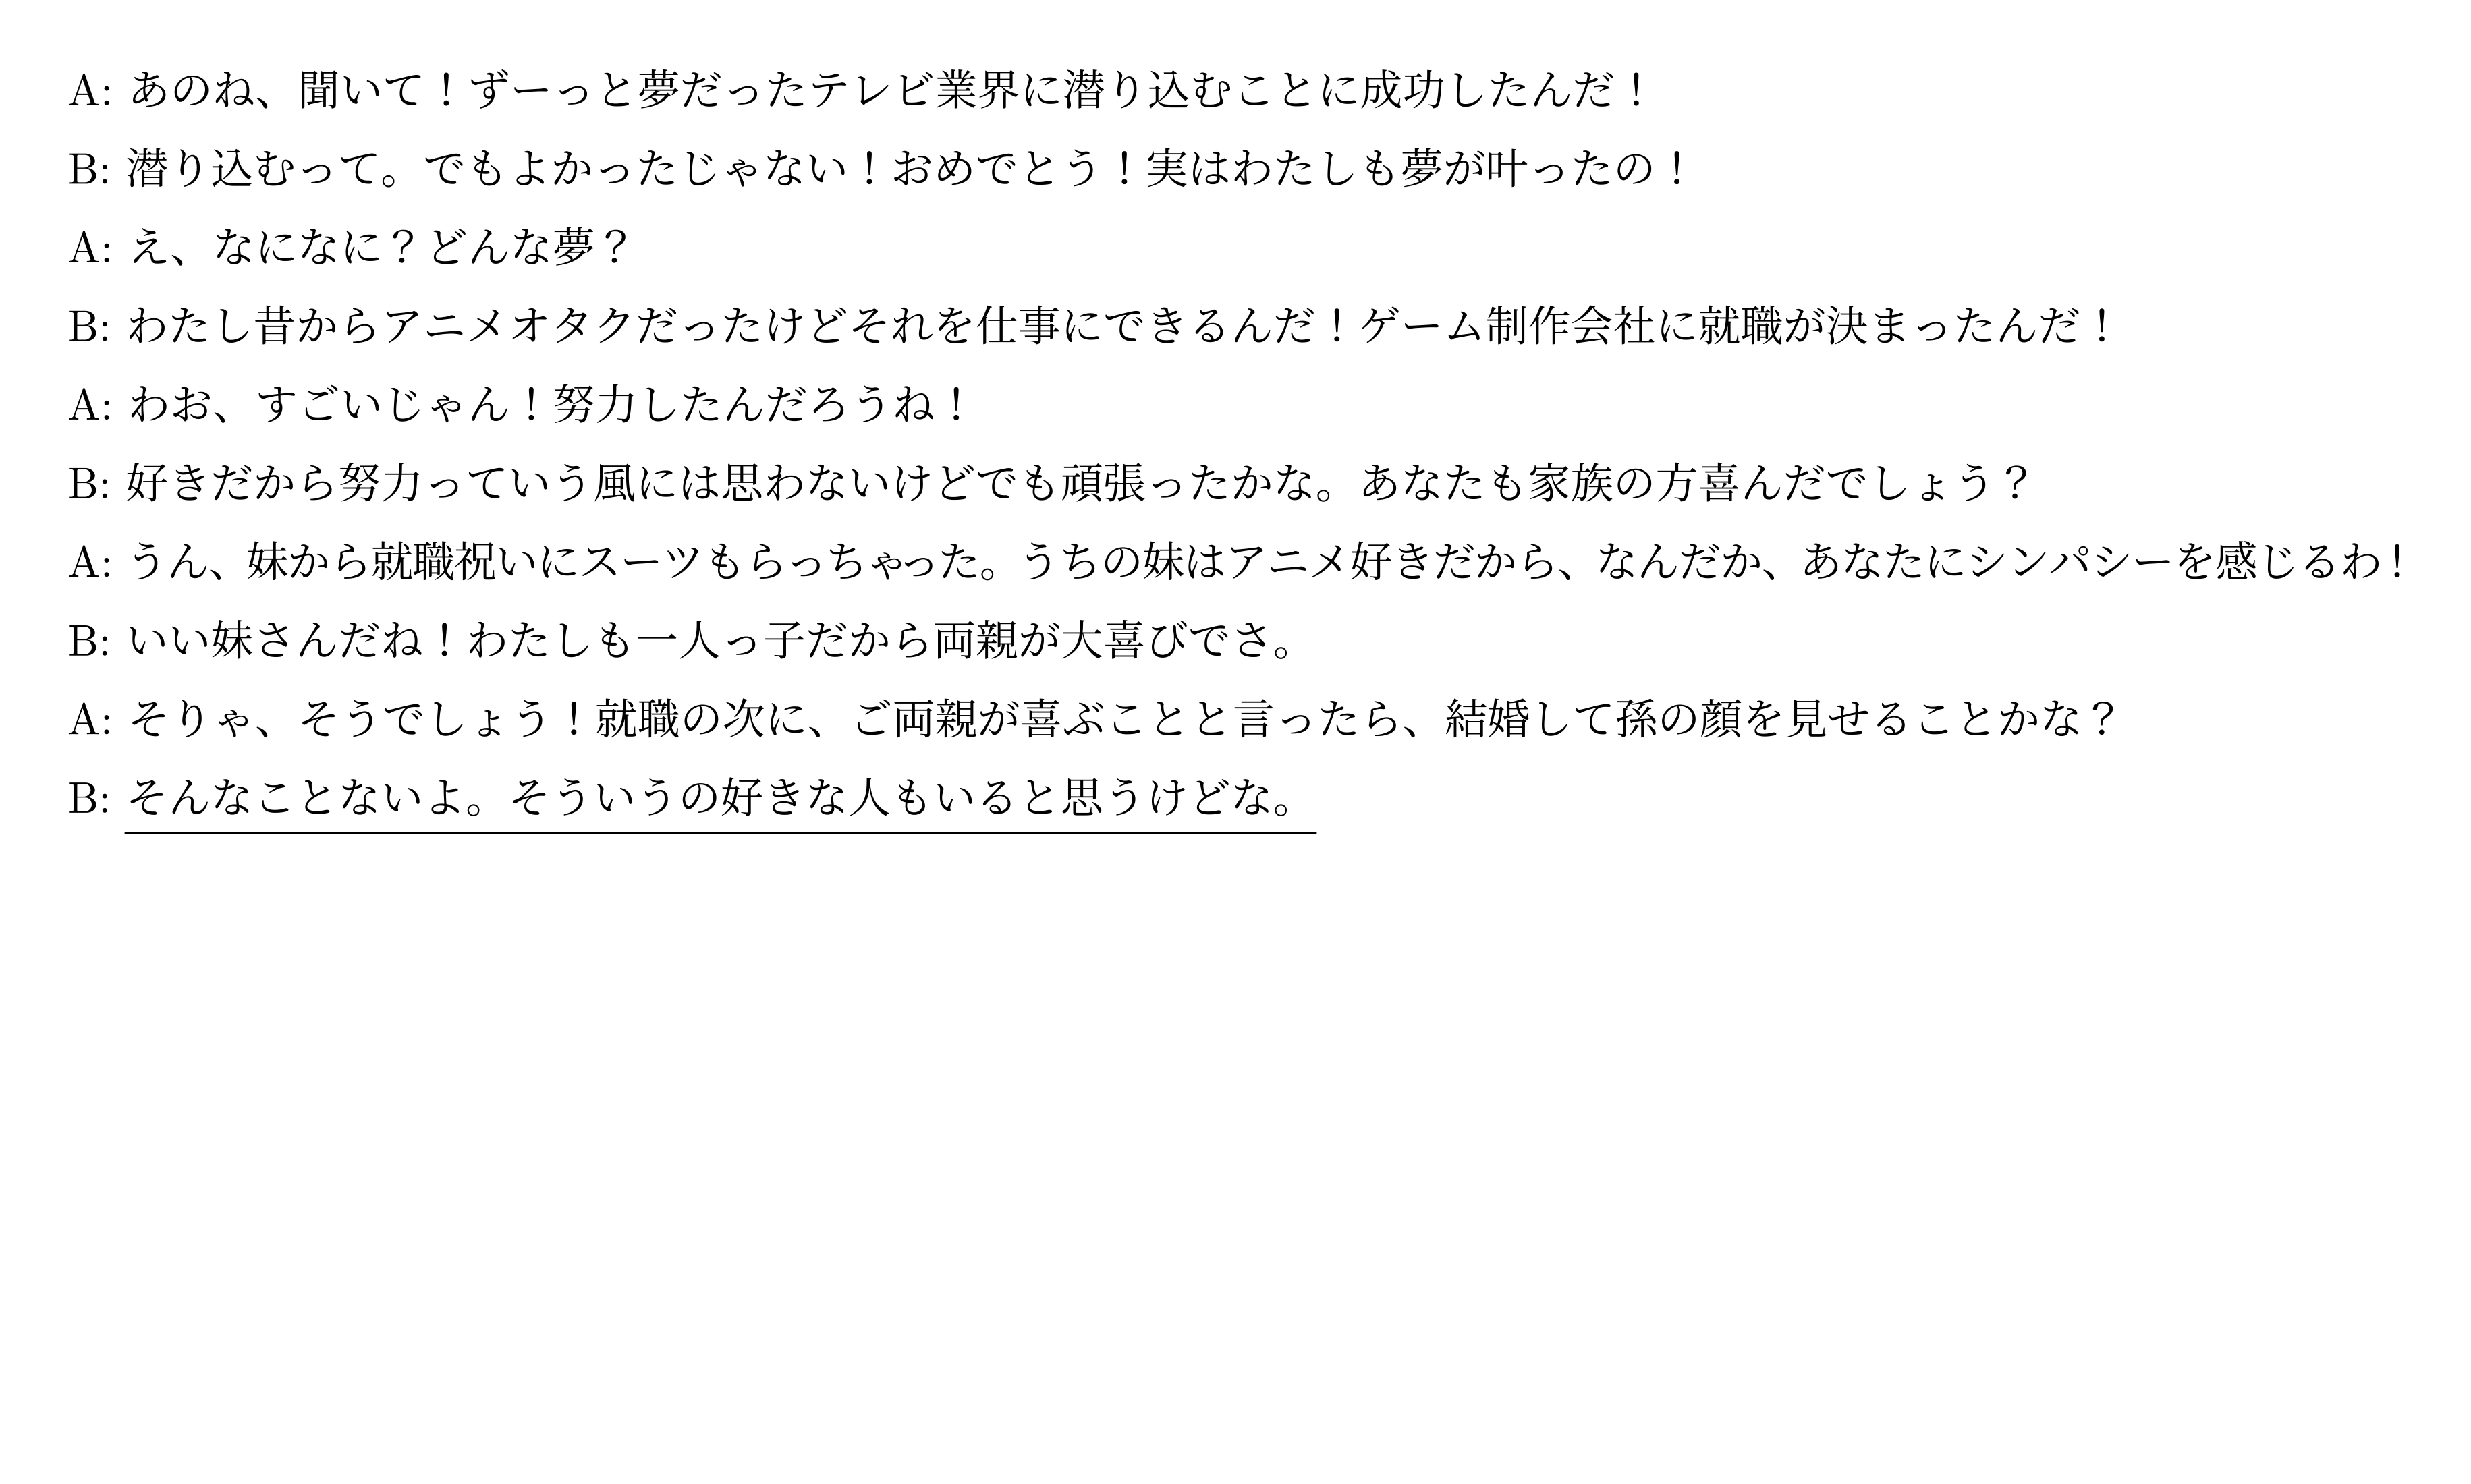 A: あのね、聞いて！ずーっと夢だったテレビ業界に潜り込むことに成功したんだ！
B: 潜り込むって。でもよかったじゃない！おめでとう！実はわたしも夢が叶ったの！
A: え、なになに？どんな夢？
B: わたし昔からアニメオタクだったけどそれを仕事にできるんだ！ゲーム制作会社に就職が決まったんだ！
A: わお、すごいじゃん！努力したんだろうね！
B: 好きだから努力っていう風には思わないけどでも頑張ったかな。あなたも家族の方喜んだでしょう？
A: うん、妹から就職祝いにスーツもらっちゃった。うちの妹はアニメ好きだから、なんだか、あなたにシンパシーを感じるわ！
B: いい妹さんだね！わたしも一人っ子だから両親が大喜びでさ。
A: そりゃ、そうでしょう！就職の次に、ご両親が喜ぶことと言ったら、結婚して孫の顔を見せることかな？
B: そんなことないよ。そういうの好きな人もいると思うけどな。